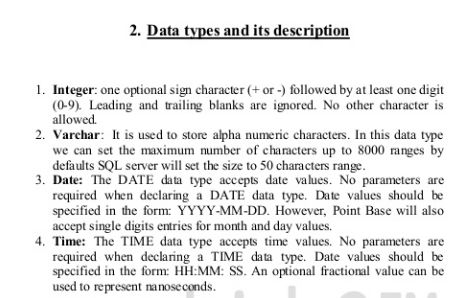 2. Data types and its description
1. Integer: one optional sign character (+ or -) followed by at least one digit
(0-9). Leading and trailing blanks are ignored. No other character is
allowed.
2. Varchar: It is used to store alpha numeric characters. In this data type
we can set the maximum number of characters up to 8000 ranges by
defaults SQL server will set the size to 50 characters range.
3. Date: The DATE data type accepts date values. No parameters are
required when declaring a DATE data type. Date values should be
specified in the form: YYYY-MM-DD. However, Point Base will also
accept single digits entries for month and day values.
4. Time: The TIME data type accepts time values. No parameters are
required when declaring a TIME data type. Date values should be
specified in the form: HH:MM: SS. An optional fractional value can be
used to represent nanoseconds.